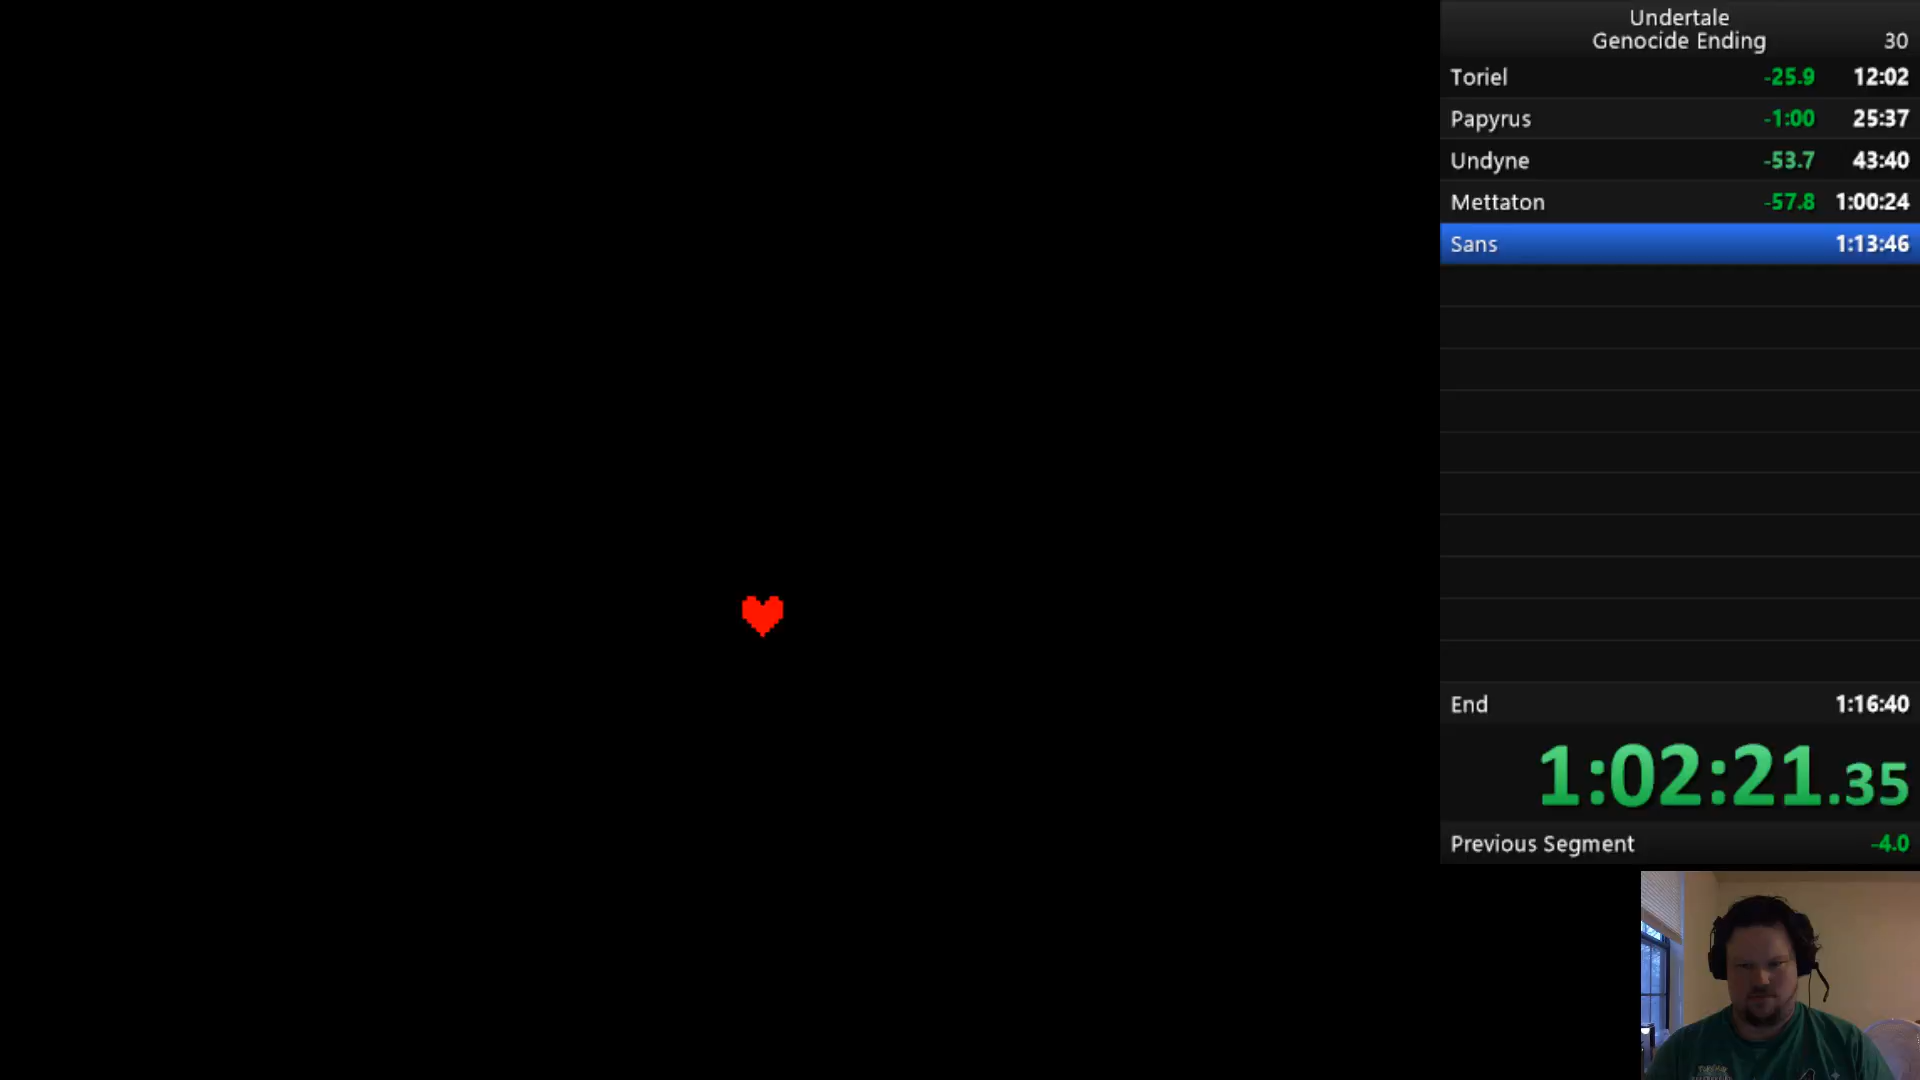 Undertale
Genocide Ending 30
Toriel -25.9 12:02
Papyrus -1:00 25:37
Undyne -53.7 43:40
Mettaton -57.8 1:00:24
Sans 1:13:46
End 1:16:40
1:02:21.35
Previous Segment -4.0